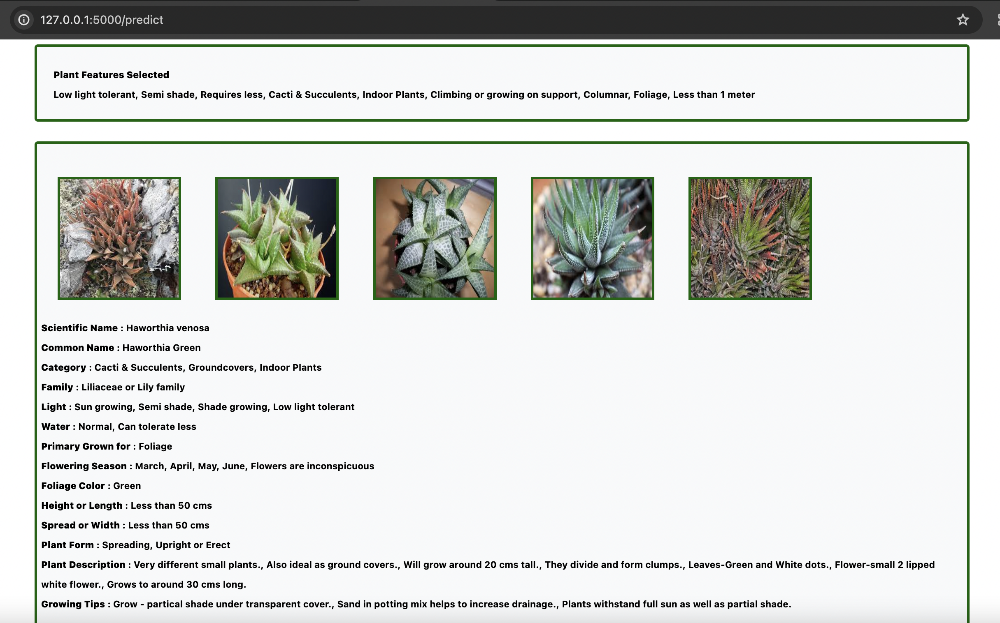 127.0.0.1:5000/predict
Plant Features Selected
Low light tolerant, Semi shade, Requires less, Cacti & Succulents, Indoor Plants, Climbing or growing on support, Columnar, Foliage, Less than 1 meter
Scientific Name : Haworthia venosa
Common Name : Haworthia Green
Category : Cacti & Succulents, Groundcovers, Indoor Plants
Family : Liliaceae or Lily family
Light : Sun growing, Semi shade, Shade growing, Low light tolerant
Water : Normal, Can tolerate less
Primary Grown for : Foliage
Flowering Season : March, April, May, June, Flowers are inconspicuous
Foliage Color : Green
Height or Length : Less than 50 cms
Spread or Width : Less than 50 cms
Plant Form : Spreading, Upright or Erect
Plant Description : Very different small plants., Also ideal as ground covers., Will grow around 20 cms tall., They divide and form clumps., Leaves-Green and White dots., Flower-small 2 lipped
white flower., Grows to around 30 cms long.
Growing Tips : Grow - partical shade under transparent cover., Sand in potting mix helps to increase drainage., Plants withstand full sun as well as partial shade.